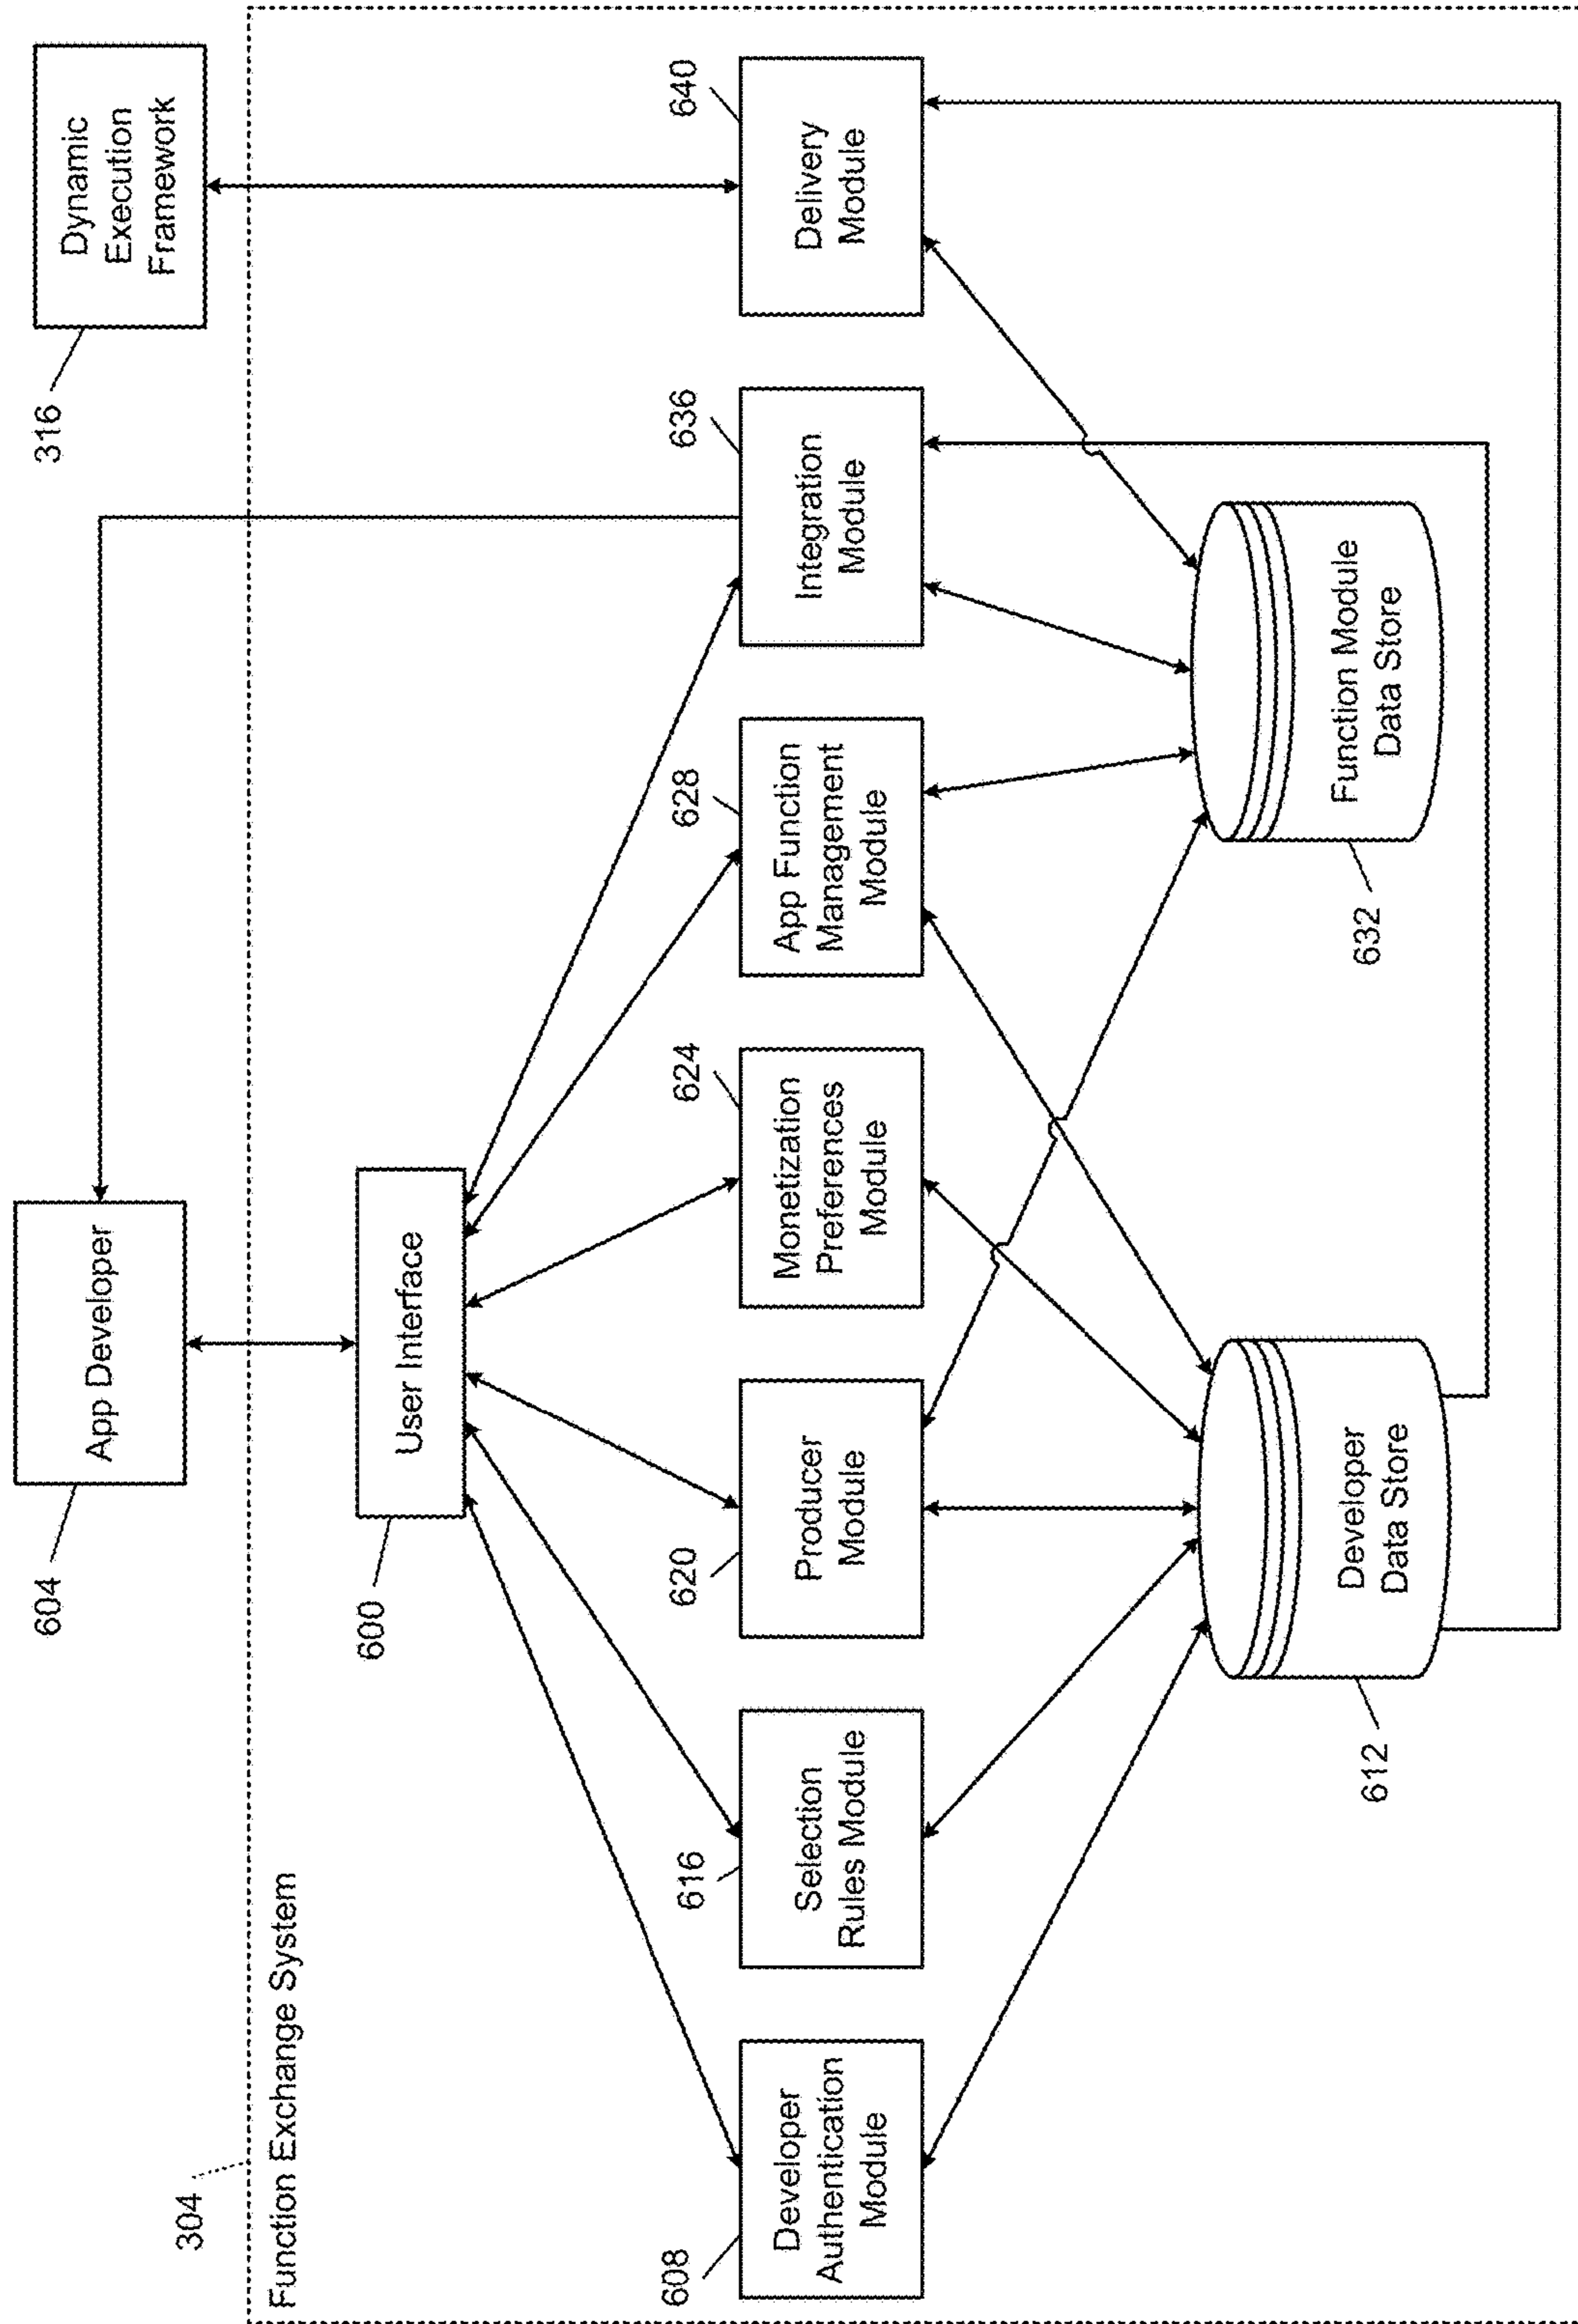 604
App Developer
316
Dynamic
Execution
Framework
304
Function Exchange System
600
User Interface
608
Developer
Authentication
Module
616
Selection
Rules Module
620
Producer
Module
624
Monetization
Preferences
Module
628
App Function
Management
Module
636
Integration
Module
640
Delivery
Module
612
Developer
Data Store
632
Function Module
Data Store